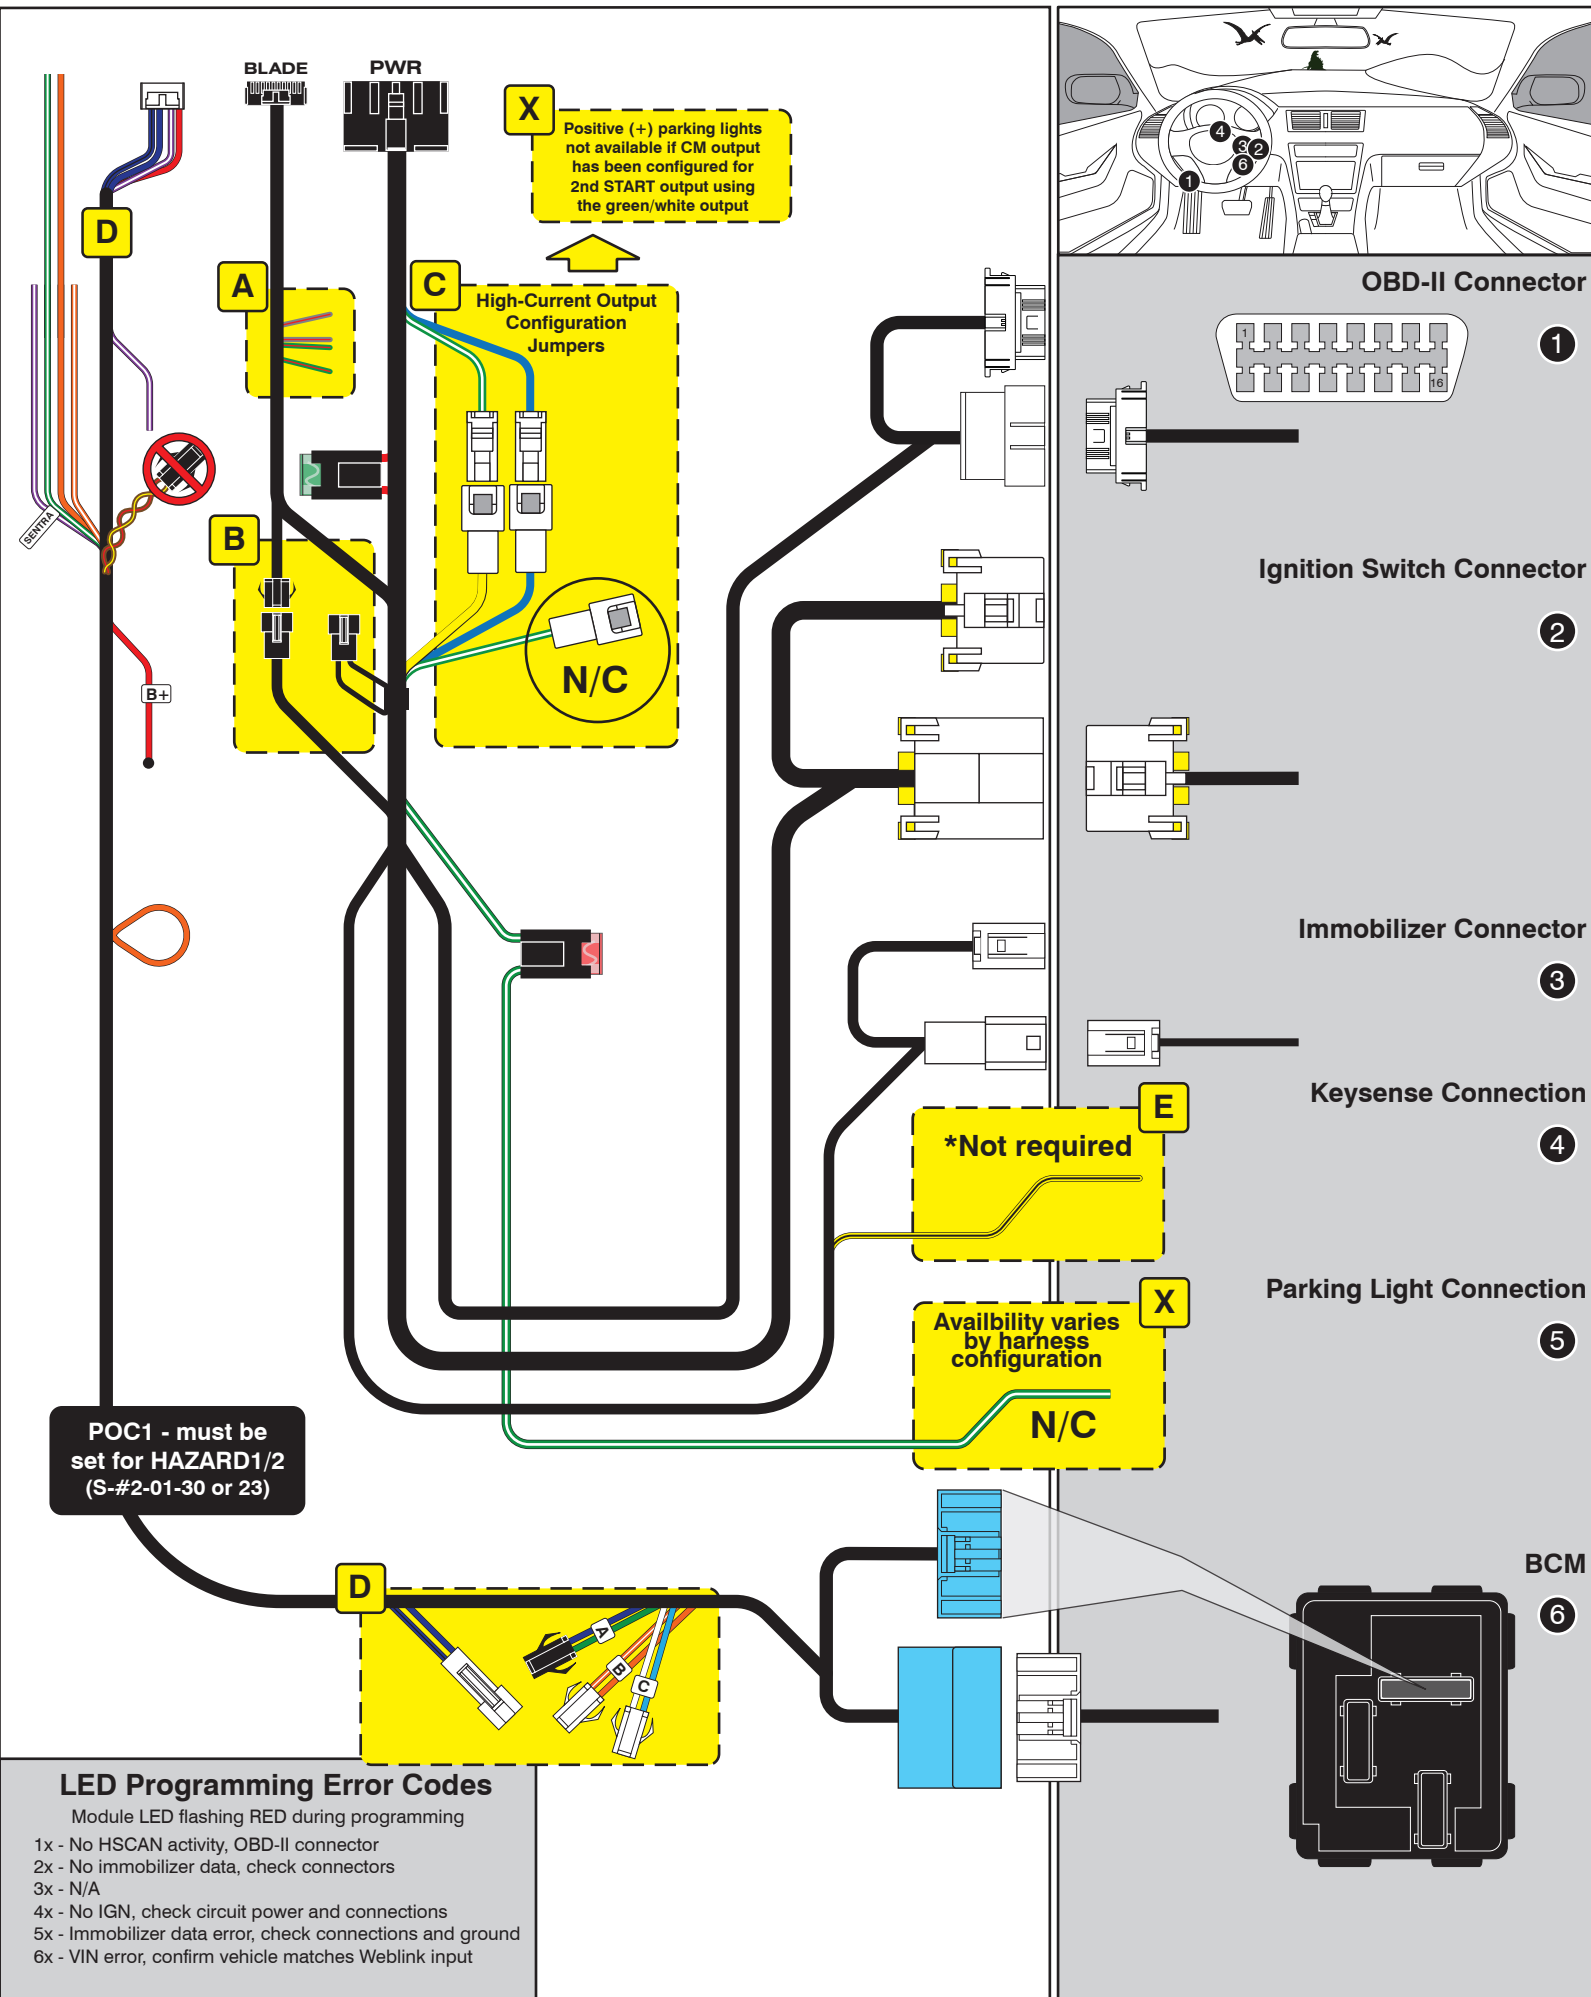 BLADE
PWR
X
Positive (+) parking lights
not available if CM output
has been configured for
2nd START output using
the green/white output
D
A
C
High-Current Output
Configuration
Jumpers
B
SENTRA
B+
N/C
4
3
2
6
1
OBD-II Connector
1
1
16
Ignition Switch Connector
2
Immobilizer Connector
3
Keysense Connection
4
E
*Not required
Parking Light Connection
5
X
Availbility varies
by harness
configuration
N/C
POC1 - must be
set for HAZARD1/2
(S-#2-01-30 or 23)
D
A
B
C
BCM
6
LED Programming Error Codes
Module LED flashing RED during programming
1x - No HSCAN activity, OBD-II connector
2x - No immobilizer data, check connectors
3x - N/A
4x - No IGN, check circuit power and connections
5x - Immobilizer data error, check connections and ground
6x - VIN error, confirm vehicle matches Weblink input